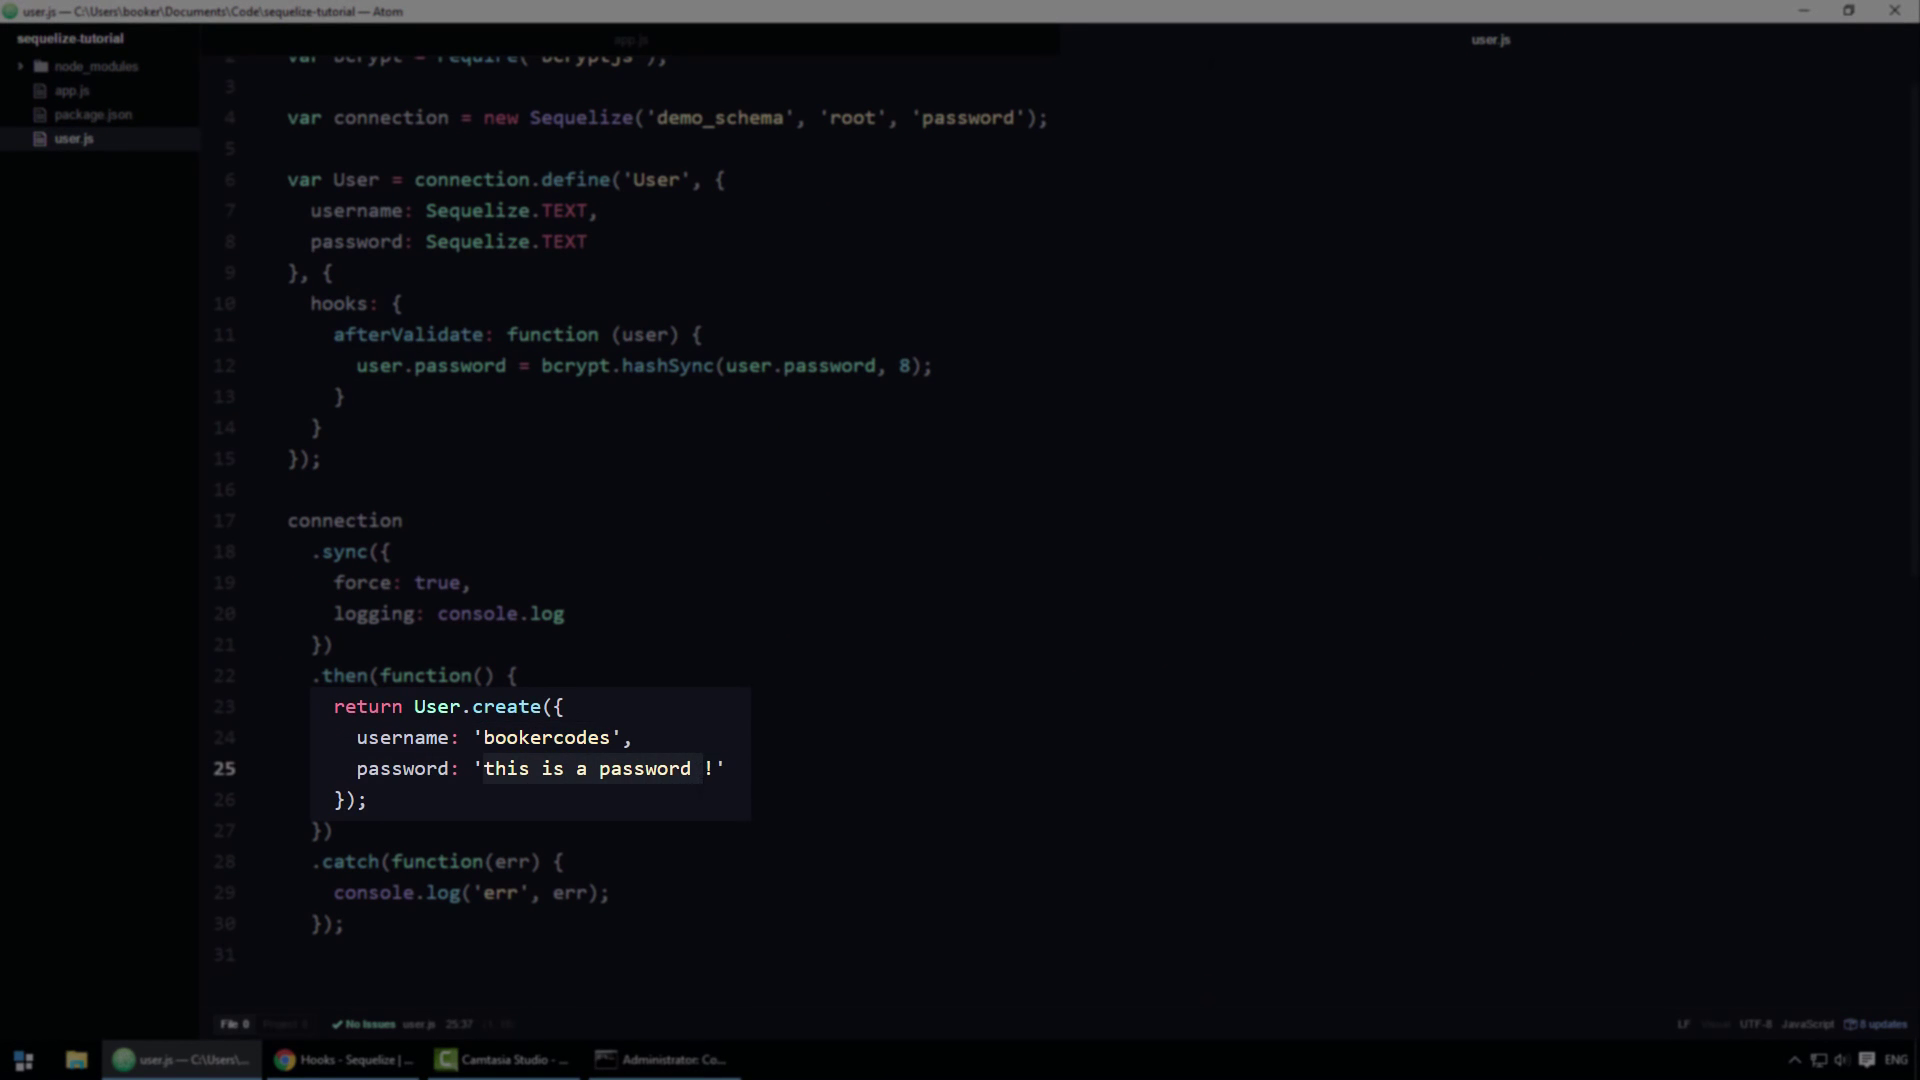 user.js — C:\Users\booker\Documents\Code\sequelize-tutorial — Atom
sequelize-tutorial
node_modules
app.js
package.json
user.js
app.js
user.js
2 var bcrypt = require('bcryptjs');
3
4 var connection = new Sequelize('demo_schema', 'root', 'password');
5
6 var User = connection.define('User', {
7 username: Sequelize.TEXT,
8 password: Sequelize.TEXT
9 }, {
10 hooks: {
11 afterValidate: function (user) {
12 user.password = bcrypt.hashSync(user.password, 8);
13 }
14 }
15 });
16
17 connection
18 .sync({
19 force: true,
20 logging: console.log
21 })
22 .then(function() {
23 return User.create({
24 username: 'bookercodes',
25 password: 'this is a password !'
26 });
27 })
28 .catch(function(err) {
29 console.log('err', err);
30 });
31
File 0 Project 0 No Issues user.js 25:37
LF UTF-8 JavaScript 8 updates
user.js — C:\Users\... Hooks - Sequelize | ... Camtasia Studio - ... Administrator: Co... ENG